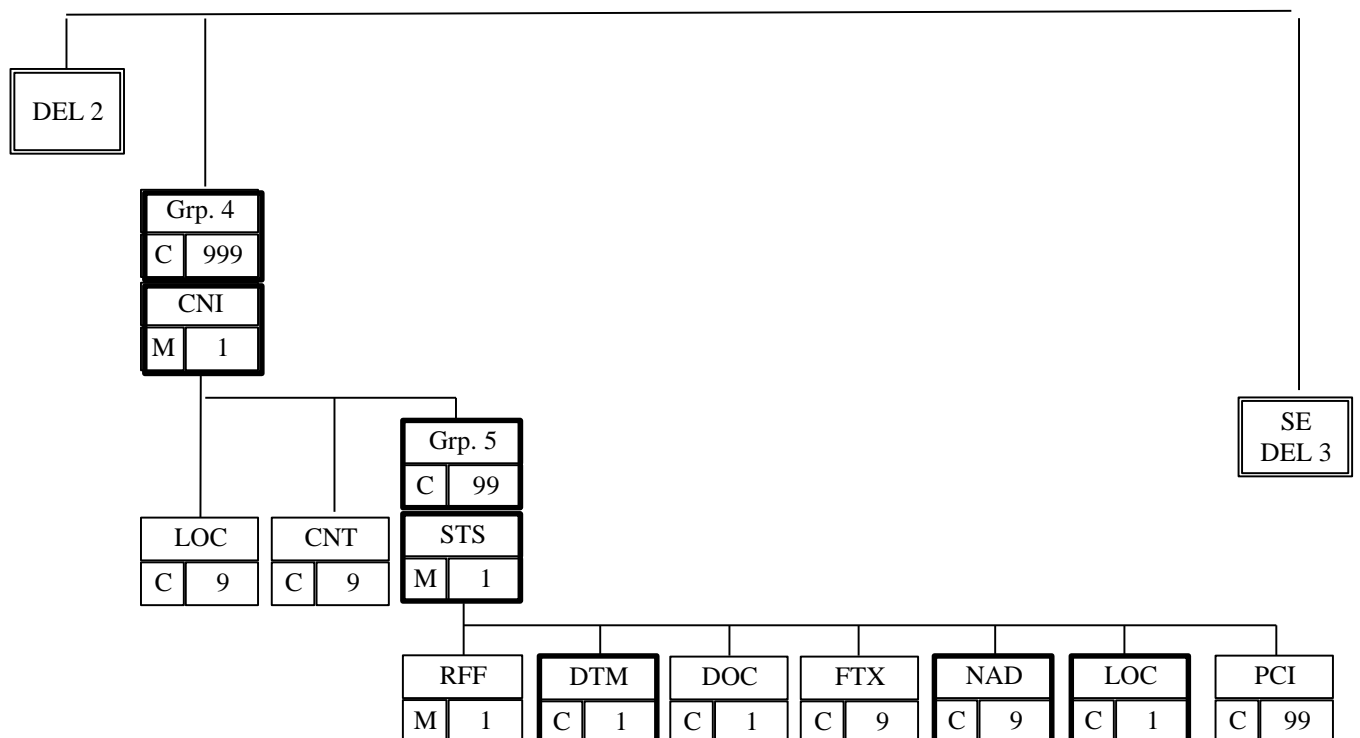 DEL 2
Grp. 4
C 999
CNI
M 1
SE
DEL 3
Grp. 5
C 99
LOC CNT STS
C 9 C 9 M 1
RFF DTM DOC FTX NAD LOC PCI
M 1 C 1 C 1 C 9 C 9 C 1 C 99